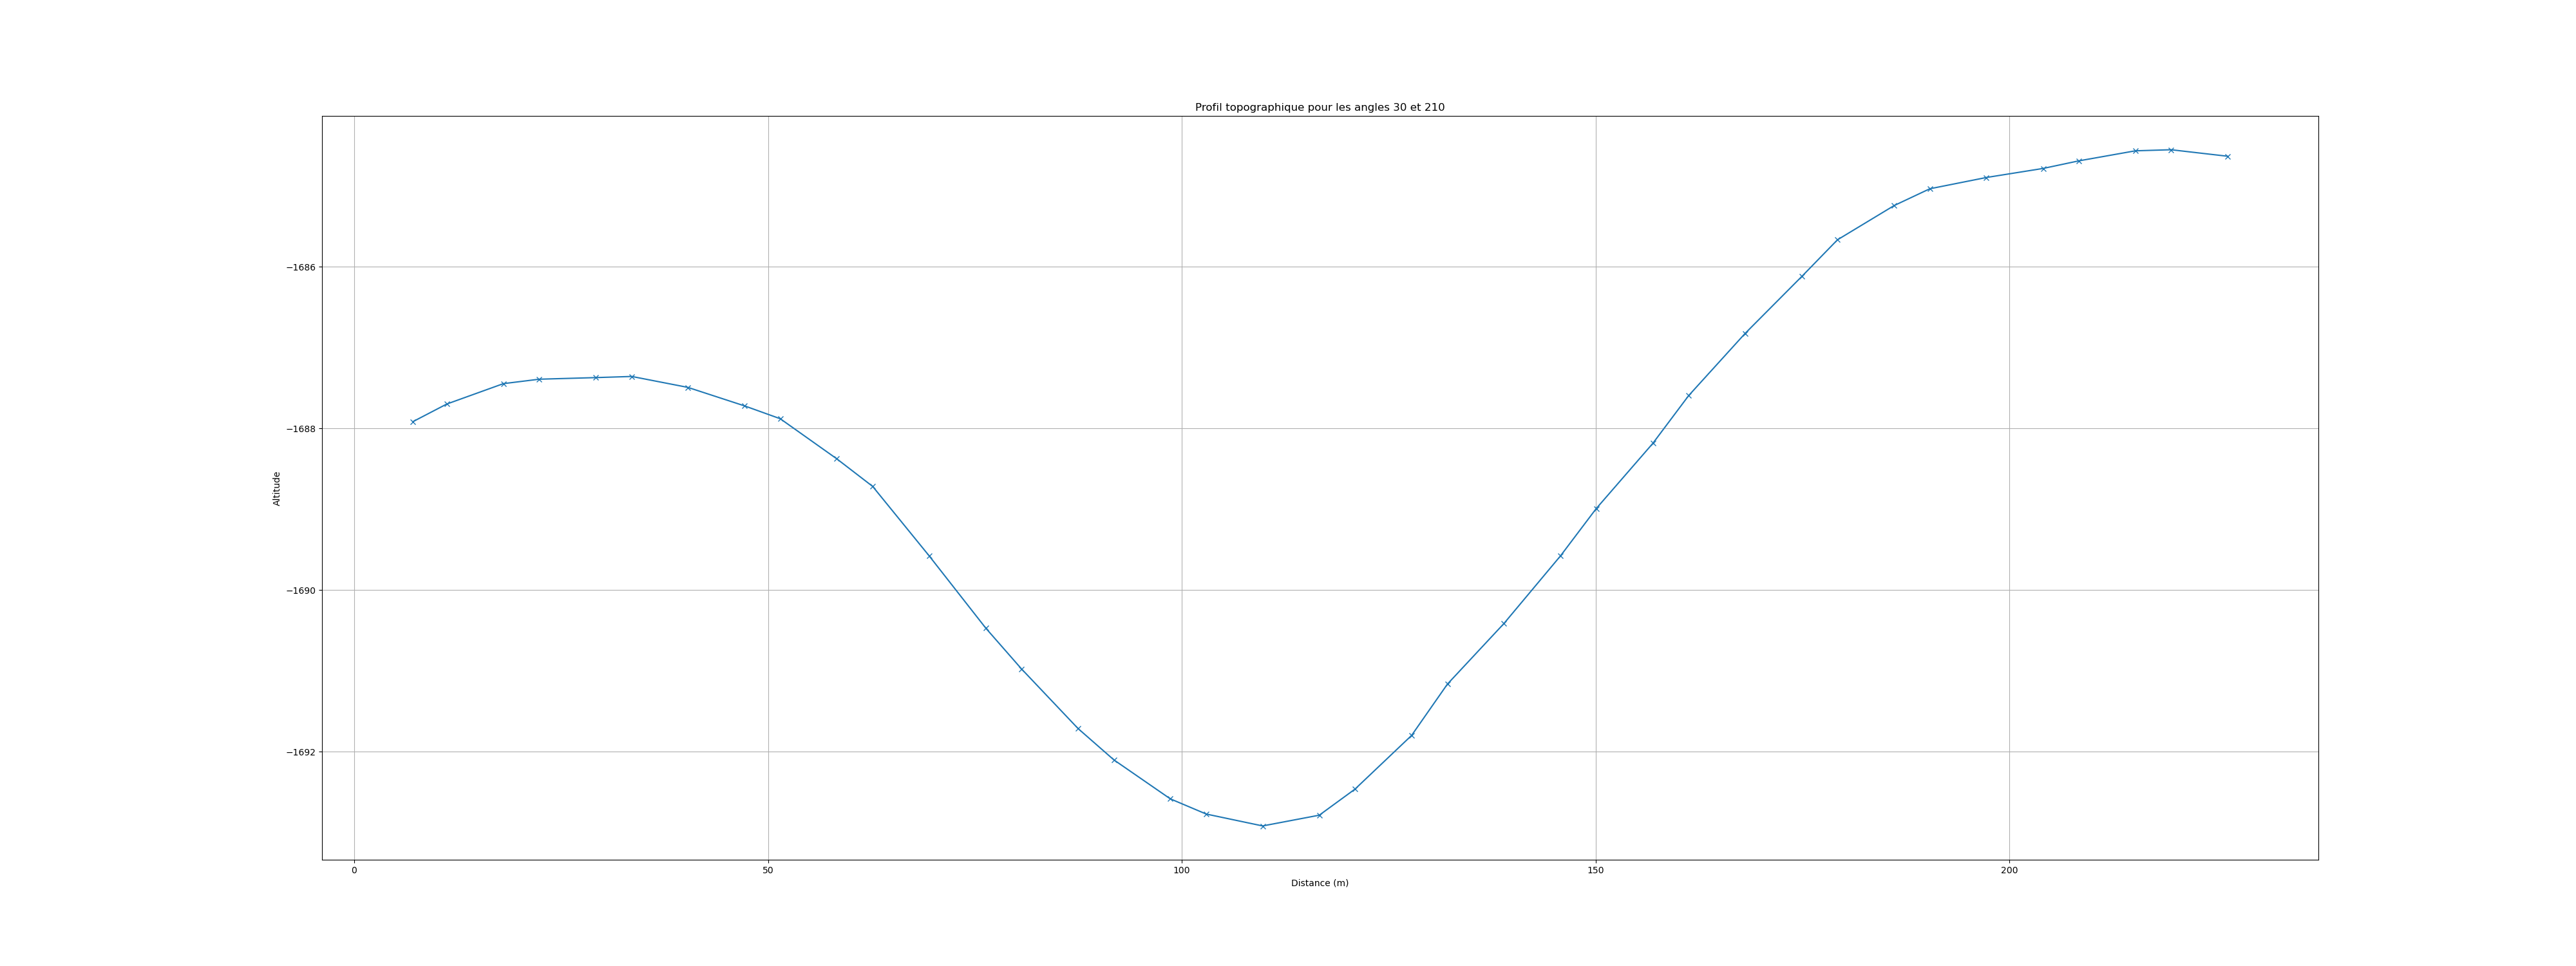 Profil topographique pour les angles 30 et 210
Altitude
−1686
−1688
−1690
−1692
0 50 100 150 200
Distance (m)